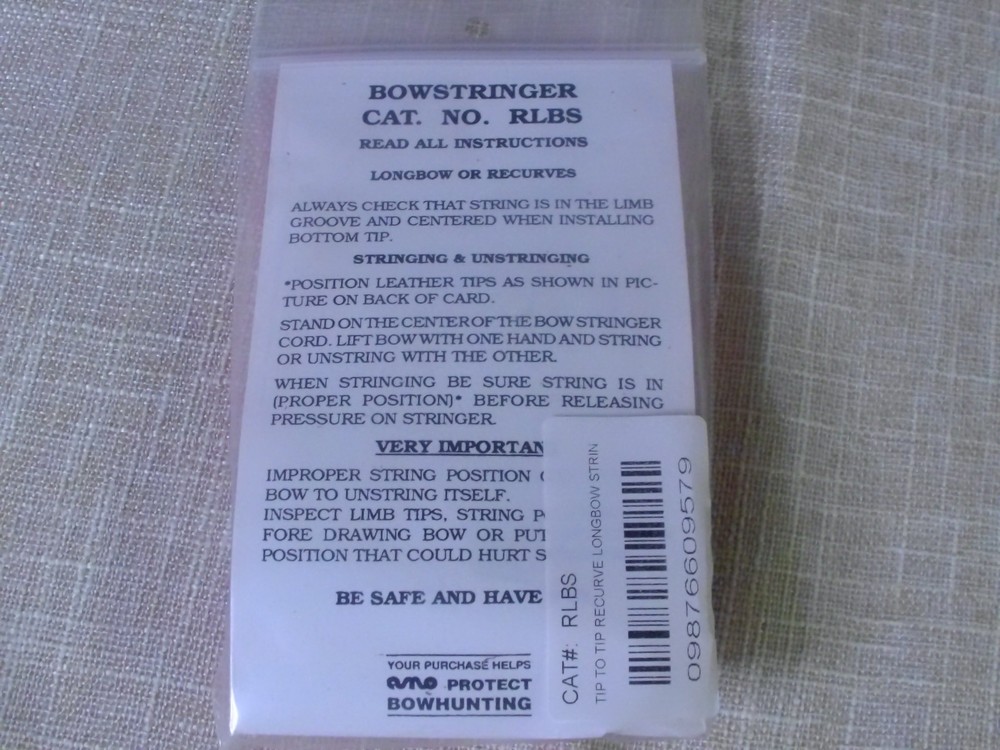 BOWSTRINGER
CAT. NO. RLBS
READ ALL INSTRUCTIONS
LONGBOW OR RECURVES
ALWAYS CHECK THAT STRING IS IN THE LIMB
GROOVE AND CENTERED WHEN INSTALLING
BOTTOM TIP.
STRINGING & UNSTRINGING
*POSITION LEATHER TIPS AS SHOWN IN PIC-
TURE ON BACK OF CARD.
STAND ON THE CENTER OF THE BOW STRINGER
CORD. LIFT BOW WITH ONE HAND AND STRING
OR UNSTRING WITH THE OTHER.
WHEN STRINGING BE SURE STRING IS IN
(PROPER POSITION)* BEFORE RELEASING
PRESSURE ON STRINGER.
VERY IMPORTAN
IMPROPER STRING POSITION
BOW TO UNSTRING ITSELF.
INSPECT LIMB TIPS, STRING P
FORE DRAWING BOW OR PUT
POSITION THAT COULD HURT S
BE SAFE AND HAVE
YOUR PURCHASE HELPS
AMO PROTECT
BOWHUNTING
CAT#: RLBS
TIP TO TIP RECURVE LONGBOW STRIN
098766095​79